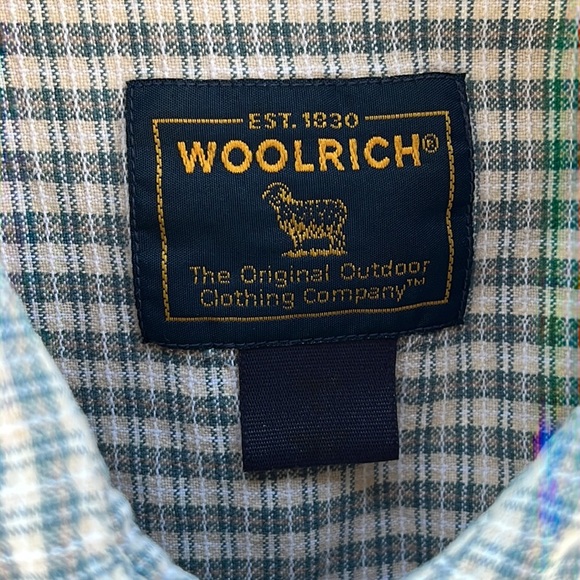 EST. 1830
WOOLRICH®
The Original Outdoor
Clothing Company™